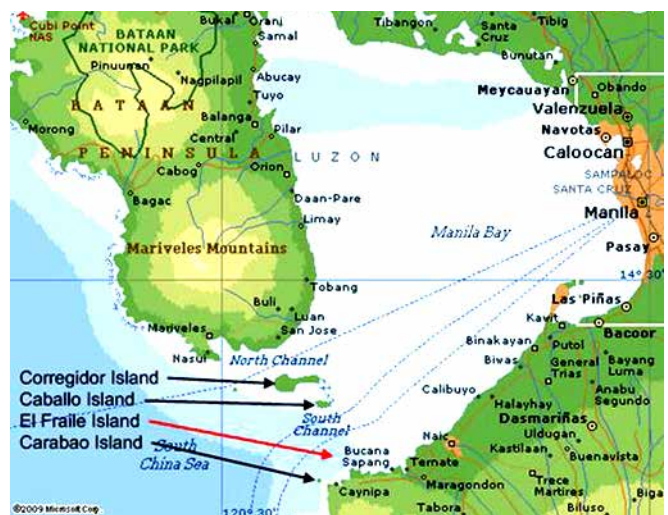 Cubi Point
NAS
Bukal
Orani
Samal
BATAAN
NATIONAL PARK
Pinuuman
Nagpilapil
Abucay
Tuyo
BATAAN
Balanga
Morong
Central
Pilar
PENINSULA
LUZON
Cabog
Orion
Bagac
Daan-Pare
Limay
Mariveles Mountains
Tobang
Buli
Luan
Mariveles
San Jose
Nasui
North Channel
Tibangon
Santa
Cruz
Tibig
Bunutan
Meycauayan
Obando
Valenzuela
Navotas
Caloocan
SAMPALOC
SANTA CRUZ
Manila
Manila Bay
Pasay
14 30
Las Piñas
Kawit
Bacoor
Binakayan
Putol
Biwas
General
Trias
Bayang
Luma
Calibuyo
Halayhay
Anabu
Segundo
Dasmariñas
Corregidor Island
Caballo Island
El Fraile Island
Carabao Island
South
Channel
South
China Sea
Bucana
Sapang
Naic
Uldugan
Kastilaan
Buenavista
Ternate
Caynipa
Maragondon
Trece
Martires
Tabora
Biluso
Biga
©2009 Microsoft Corp
120°30'